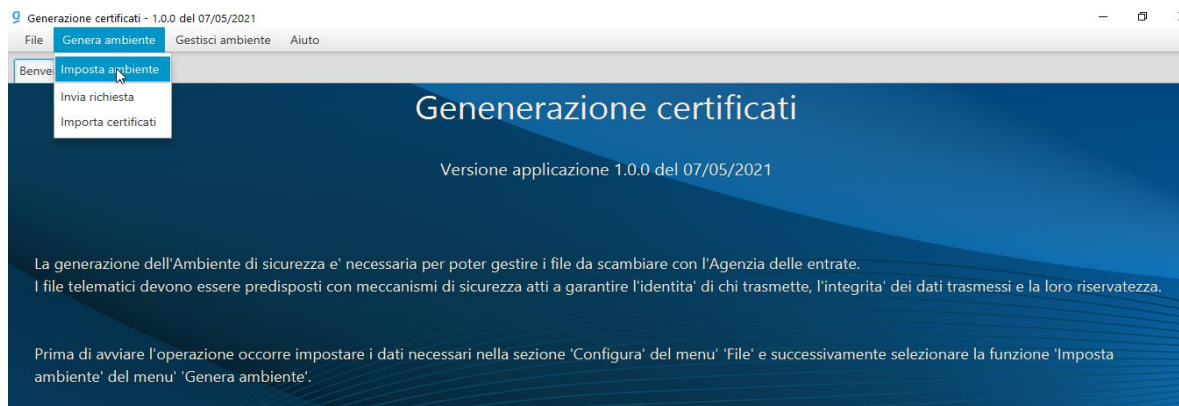 Generazione certificati - 1.0.0 del 07/05/2021
File Genera ambiente Gestisci ambiente Aiuto
Benve
Imposta ambiente
Invia richiesta
Importa certificati
Genenerazione certificati
Versione applicazione 1.0.0 del 07/05/2021
La generazione dell'Ambiente di sicurezza e' necessaria per poter gestire i file da scambiare con l'Agenzia delle entrate.
I file telematici devono essere predisposti con meccanismi di sicurezza atti a garantire l'identita' di chi trasmette, l'integrita' dei dati trasmessi e la loro riservatezza.
Prima di avviare l'operazione occorre impostare i dati necessari nella sezione 'Configura' del menu' 'File' e successivamente selezionare la funzione 'Imposta
ambiente' del menu' 'Genera ambiente'.